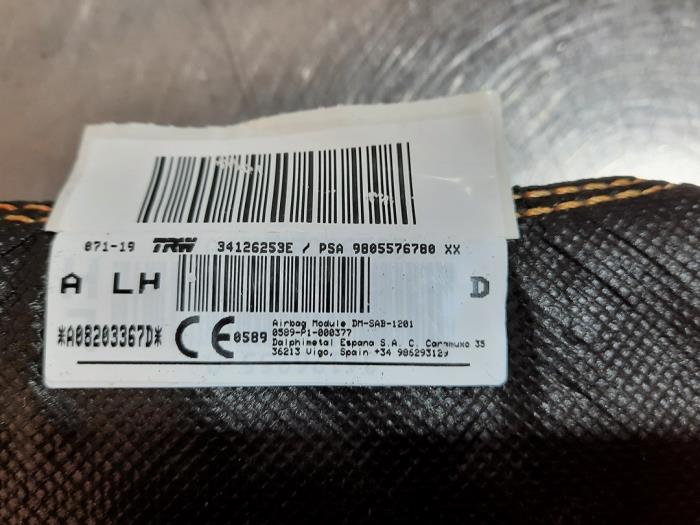 071-19 TRW 34126253E / PSA 9805576780 XX
A LH D
*A08203367D* CE 0589
Airbag Module DM-SAB-1201
0589-P1-000377
Dalphimetal Espana S.A. C. 35
36213 Vigo, Spain +34 986293129